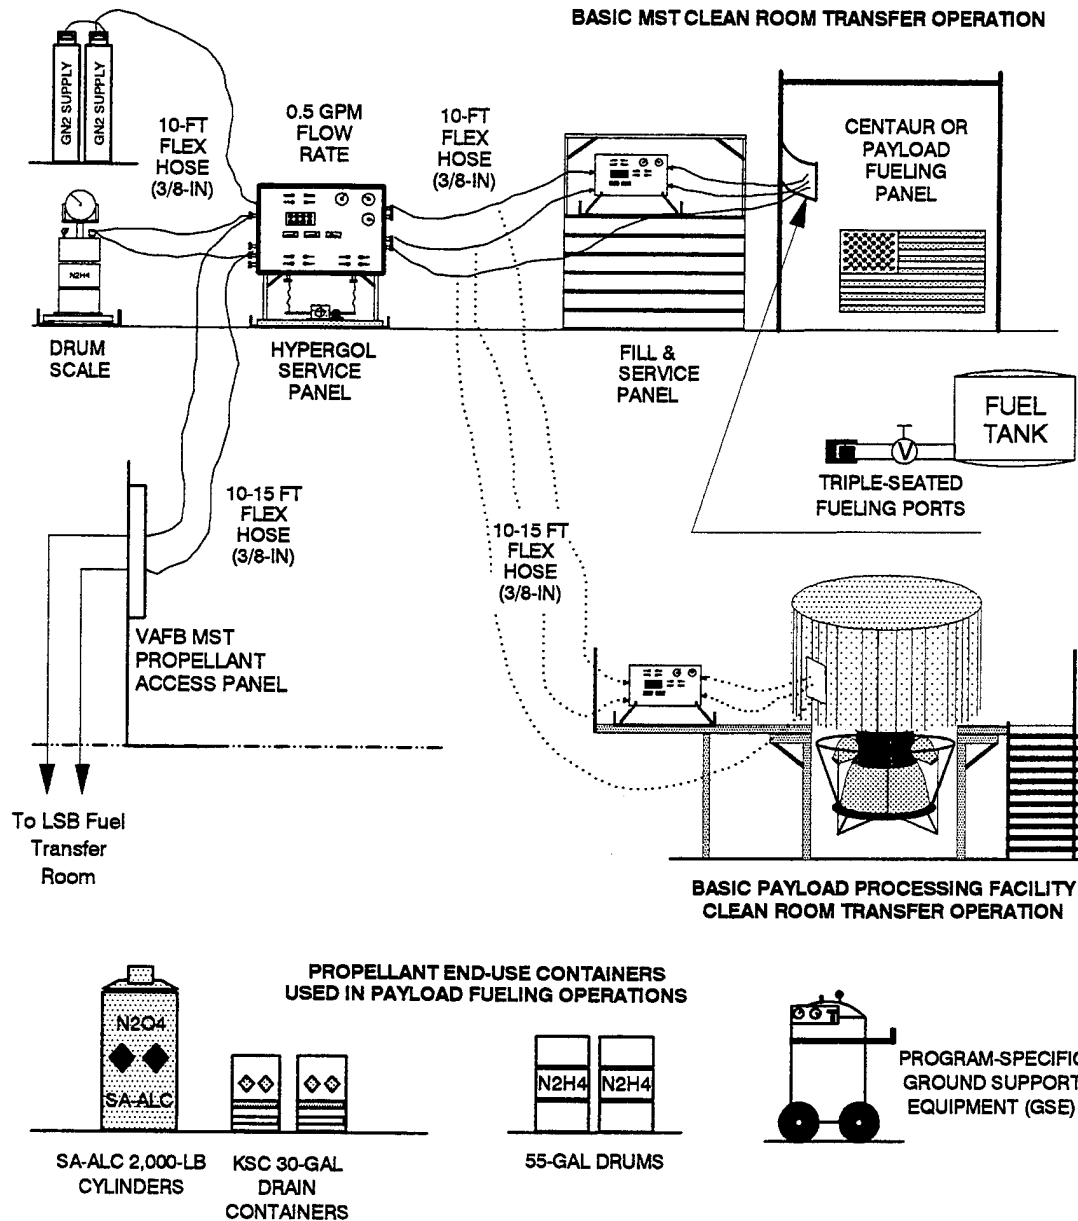 BASIC MST CLEAN ROOM TRANSFER OPERATION
GN2 SUPPLY
GN2 SUPPLY
10-FT
FLEX
HOSE
(3/8-IN)
0.5 GPM
FLOW
RATE
10-FT
FLEX
HOSE
(3/8-IN)
CENTAUR OR
PAYLOAD
FUELING
PANEL
N2H4
DRUM
SCALE
HYPERGOL
SERVICE
PANEL
FILL &
SERVICE
PANEL
FUEL
TANK
V
TRIPLE-SEATED
FUELING PORTS
10-15 FT
FLEX
HOSE
(3/8-IN)
10-15 FT
FLEX
HOSE
(3/8-IN)
VAFB MST
PROPELLANT
ACCESS PANEL
To LSB Fuel
Transfer
Room
BASIC PAYLOAD PROCESSING FACILITY
CLEAN ROOM TRANSFER OPERATION
PROPELLANT END-USE CONTAINERS
USED IN PAYLOAD FUELING OPERATIONS
N2O4
SA-ALC
N2H4
N2H4
PROGRAM-SPECIFIC
GROUND SUPPORT
EQUIPMENT (GSE)
SA-ALC 2,000-LB
CYLINDERS
KSC 30-GAL
DRAIN
CONTAINERS
55-GAL DRUMS